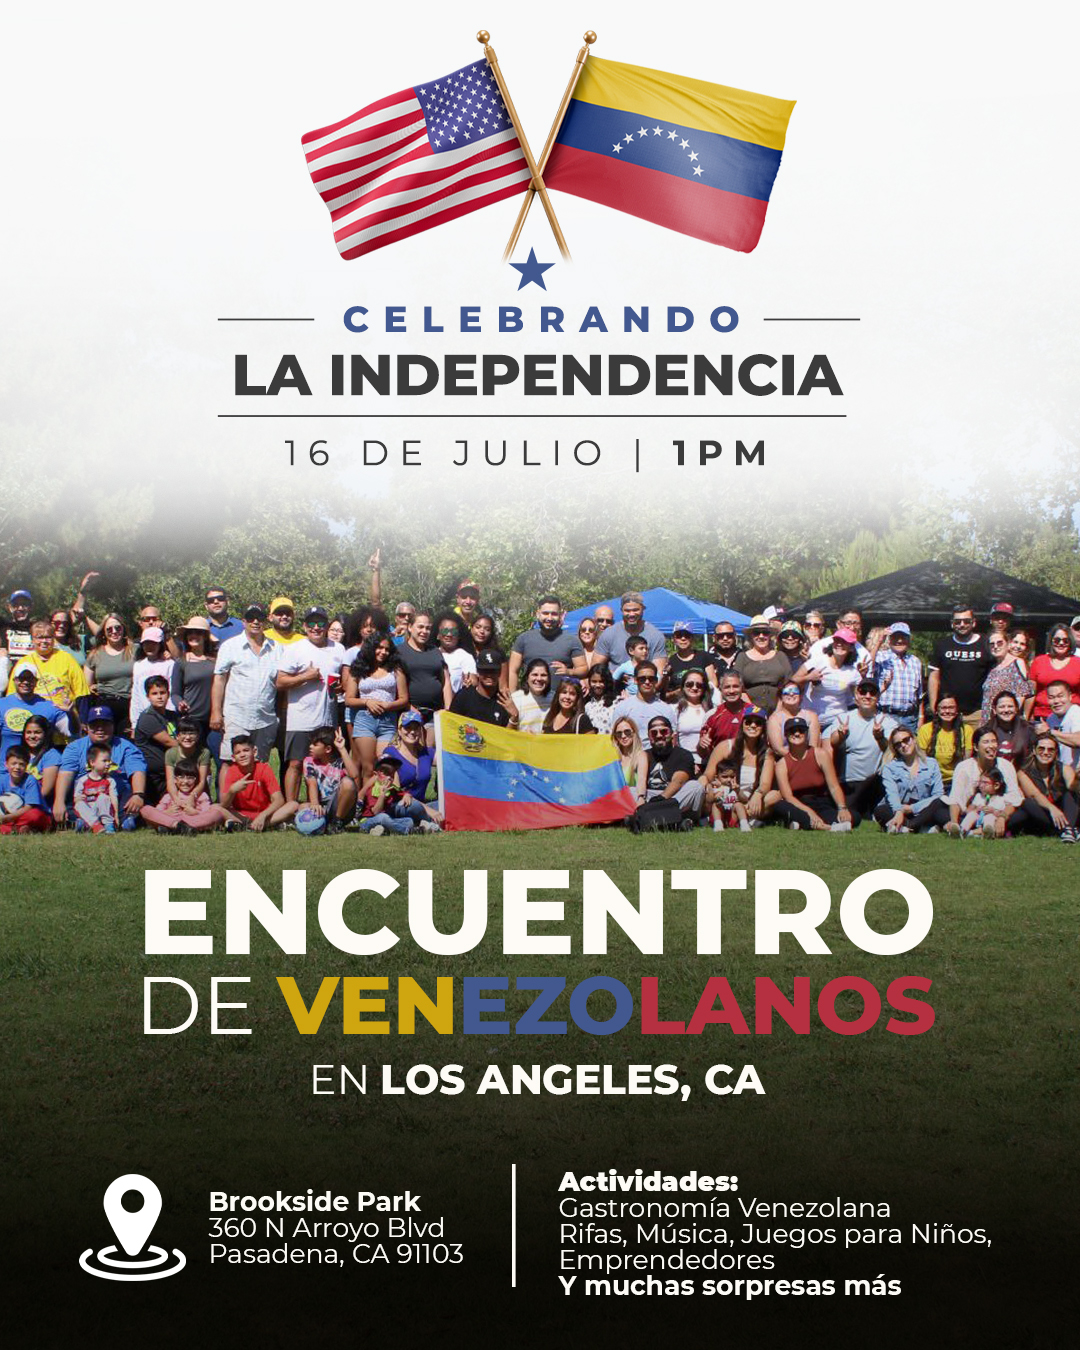 CELEBRANDO
LA INDEPENDENCIA
16 DE JULIO | 1PM
GUESS
ENCUENTRO
DE VENEZOLANOS
EN LOS ANGELES, CA
Brookside Park
360 N Arroyo Blvd
Pasadena, CA 91103
Actividades:
Gastronomía Venezolana
Rifas, Música, Juegos para Niños,
Emprendedores
Y muchas sorpresas más